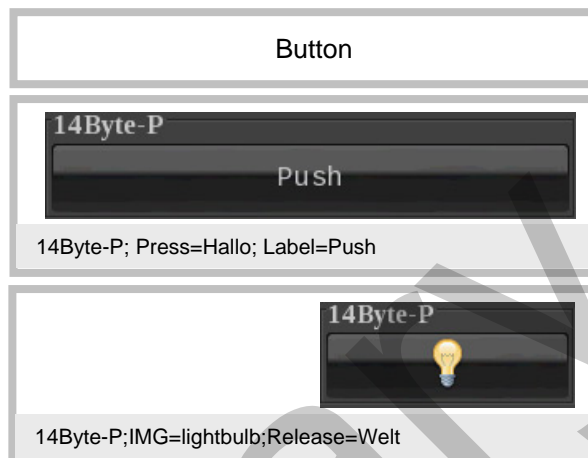 Button
14Byte-P
Push
14Byte-P; Press=Hallo; Label=Push
14Byte-P
14Byte-P;IMG=lightbulb;Release=Welt